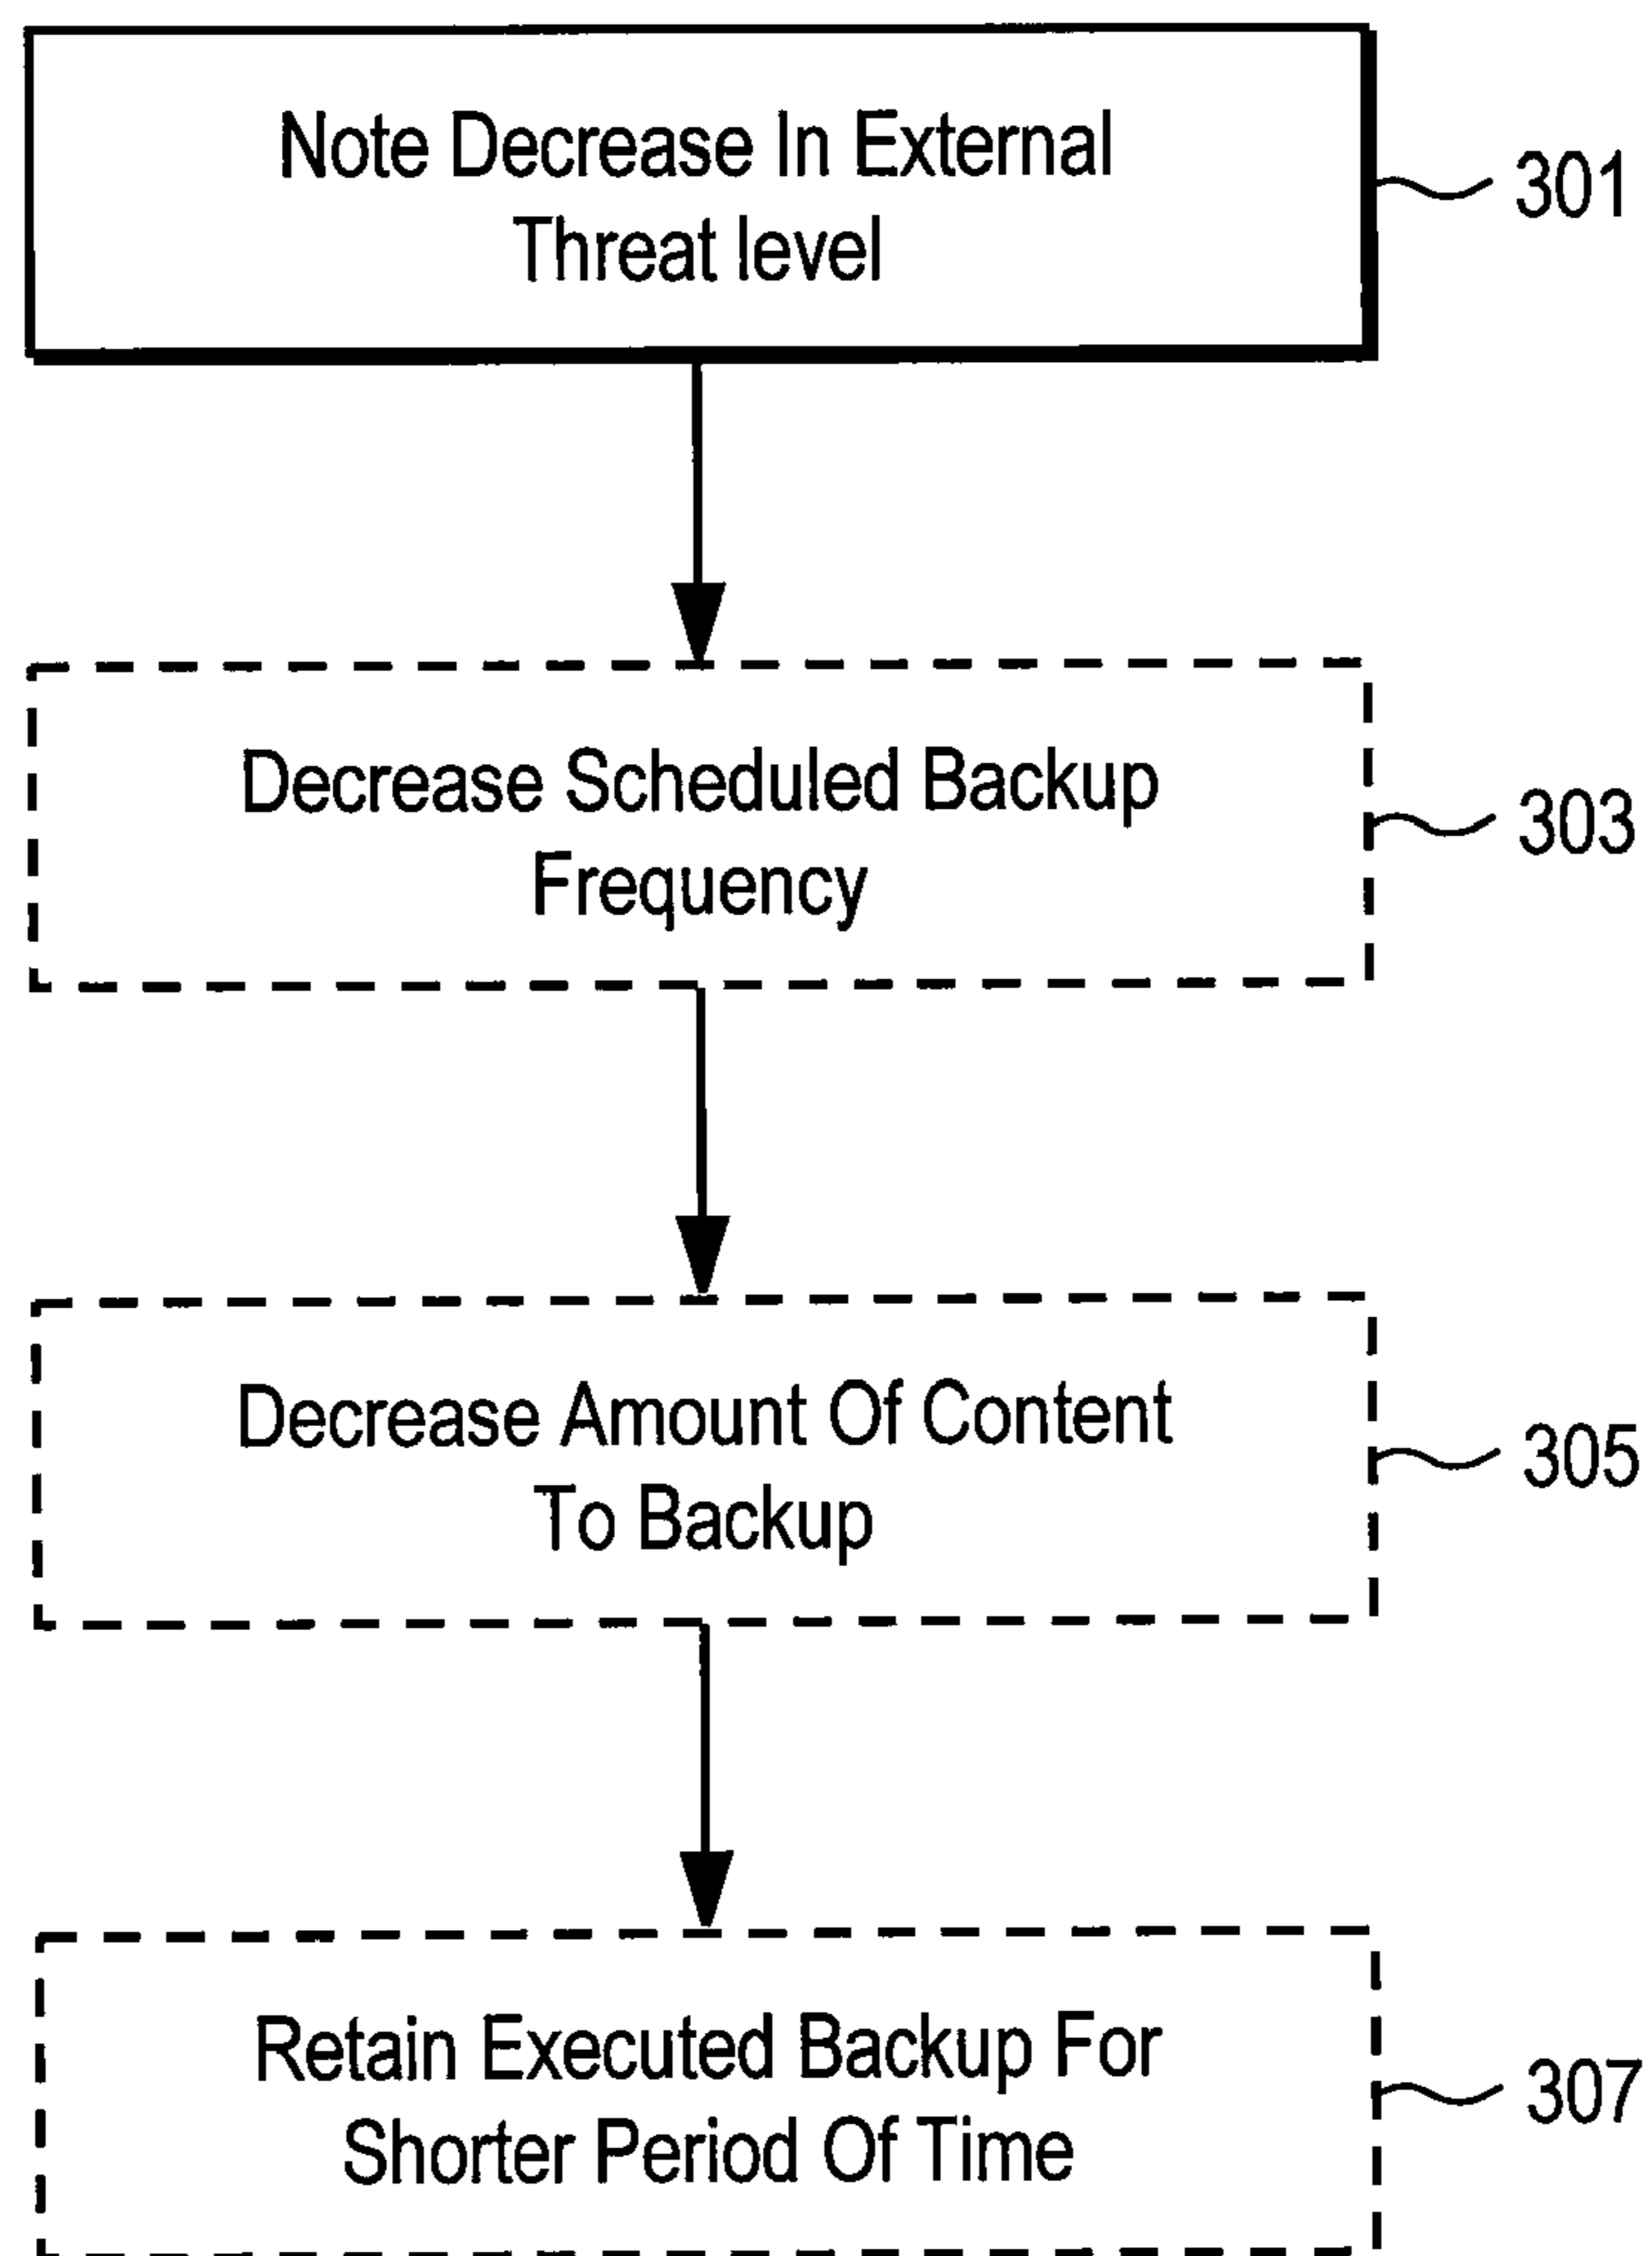 Note Decrease In External
Threat level
301
Decrease Scheduled Backup
Frequency
303
Decrease Amount Of Content
To Backup
305
Retain Executed Backup For
Shorter Period Of Time
307